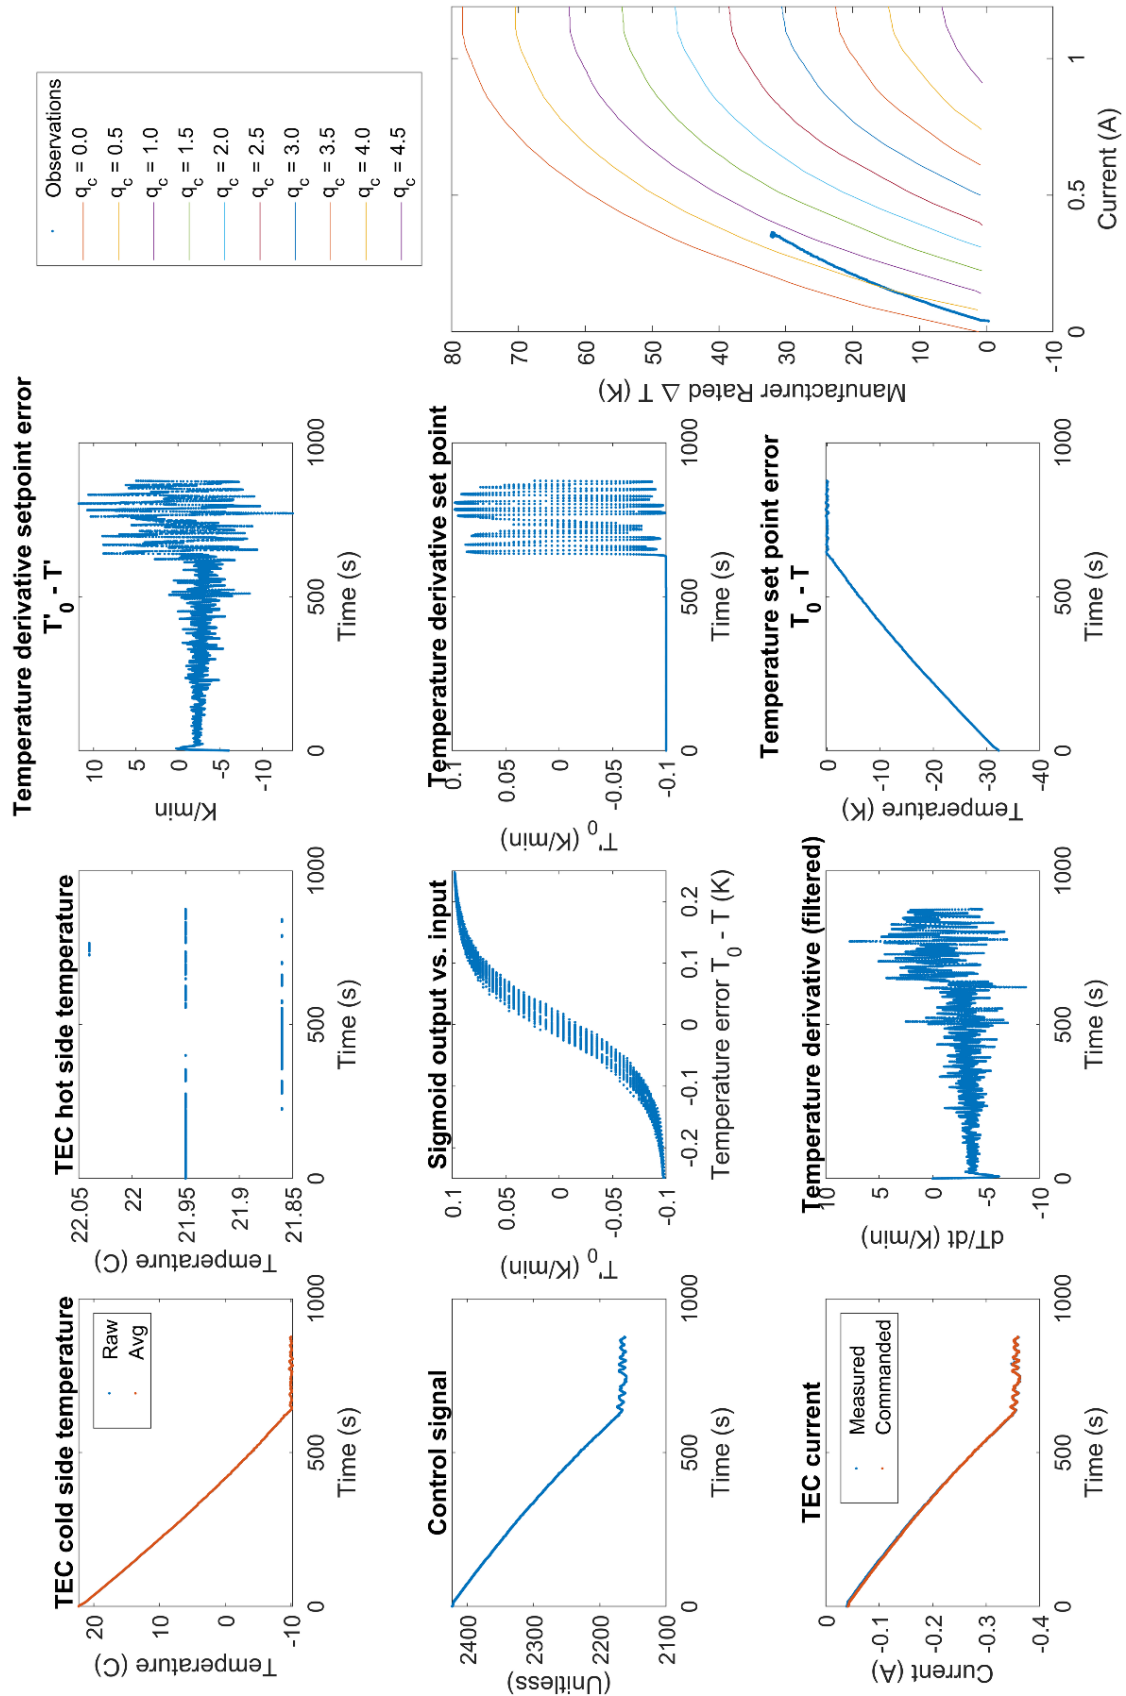 TEC cold side temperature
Temperature (C)
20
10
0
-10
0
500
1000
Time (s)
Raw
Avg
TEC hot side temperature
Temperature (C)
22.05
22
21.95
21.9
21.85
0
500
1000
Time (s)
Temperature derivative setpoint error
T'0 - T'
K/min
10
5
0
-5
-10
0
500
1000
Time (s)
Observations
qc = 0.0
qc = 0.5
qc = 1.0
qc = 1.5
qc = 2.0
qc = 2.5
qc = 3.0
qc = 3.5
qc = 4.0
qc = 4.5
Control signal
(Unitless)
2400
2300
2200
2100
0
500
1000
Time (s)
Sigmoid output vs. input
T'0 (K/min)
0.1
0.05
0
-0.05
-0.1
-0.2
-0.1
0
0.1
0.2
Temperature error T0 - T (K)
Temperature derivative set point
T'0 (K/min)
0.1
0.05
0
-0.05
-0.1
0
500
1000
Time (s)
Manufacturer Rated Δ T (K)
80
70
60
50
40
30
20
10
0
-10
0
0.5
1
Current (A)
TEC current
Current (A)
0
-0.1
-0.2
-0.3
-0.4
0
500
1000
Time (s)
Measured
Commanded
Temperature derivative (filtered)
dT/dt (K/min)
10
5
0
-5
-10
0
500
1000
Time (s)
Temperature set point error
T0 - T
Temperature (K)
0
-10
-20
-30
-40
0
500
1000
Time (s)